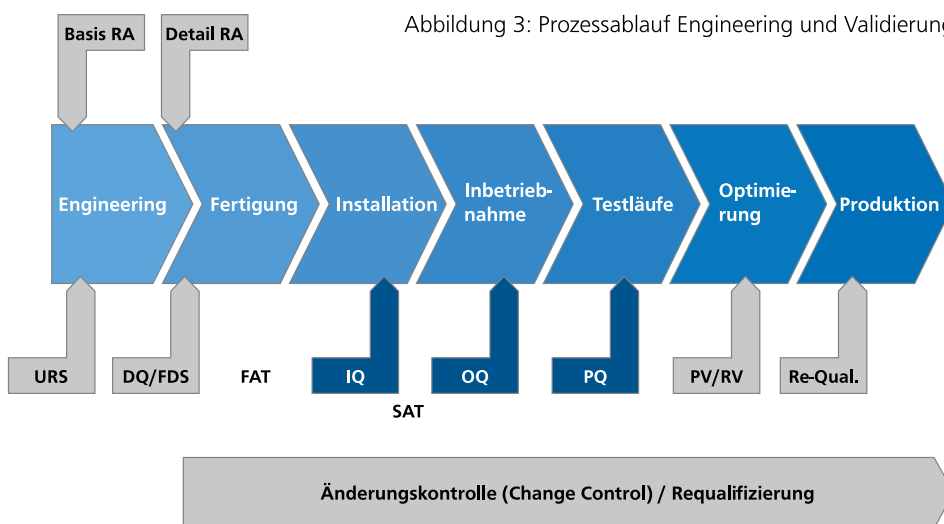 Abbildung 3: Prozessablauf Engineering und Validierung
Basis RA
Detail RA
Engineering
Fertigung
Installation
Inbetrieb-
nahme
Testläufe
Optimie-
rung
Produktion
URS
DQ/FDS
FAT
IQ
SAT
OQ
PQ
PV/RV
Re-Qual.
Änderungskontrolle (Change Control) / Requalifizierung